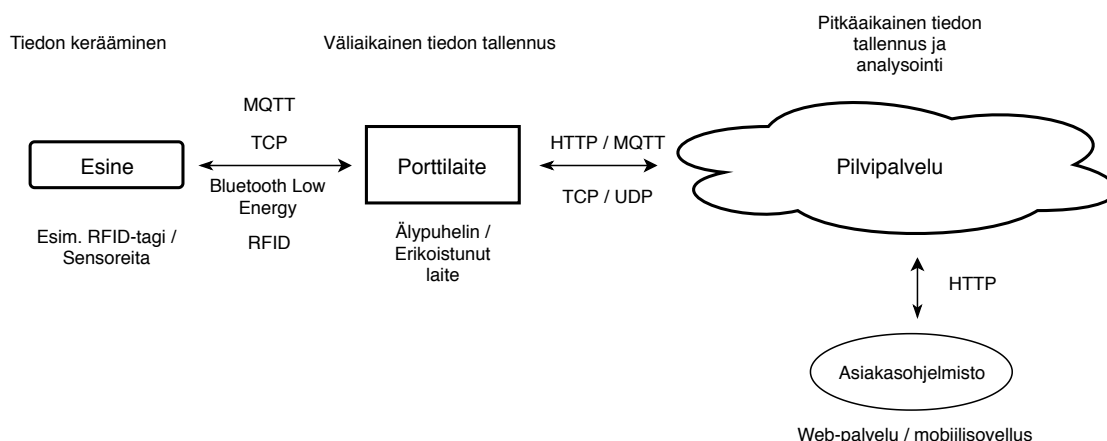 Tiedon kerääminen
Väliaikainen tiedon tallennus
Pitkäaikainen tiedon
tallennus ja
analysointi
MQTT
TCP
Bluetooth Low
Energy
RFID
Esine
Esim. RFID-tagi /
Sensoreita
Porttilaite
Älypuhelin /
Erikoistunut
laite
HTTP / MQTT
TCP / UDP
Pilvipalvelu
HTTP
Asiakasohjelmisto
Web-palvelu / mobiilisovellus